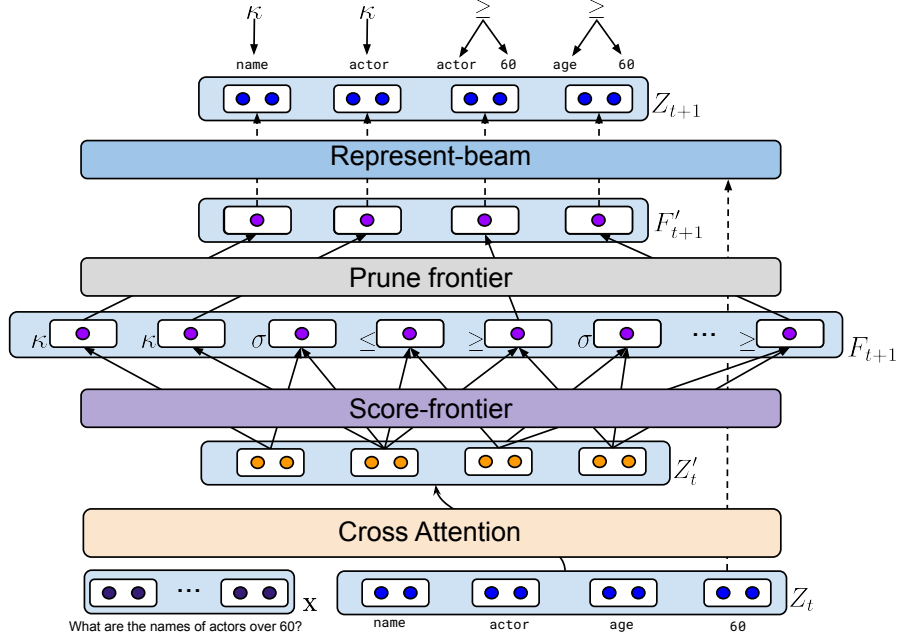 κ κ ≥ ≥
name actor actor 60 age 60
Z_{t+1}
Represent-beam
F'_{t+1}
Prune frontier
κ κ σ ≤ ≥ σ ... ≥ F_{t+1}
Score-frontier
Z'_t
Cross Attention
... x Z_t
What are the names of actors over 60? name actor age 60